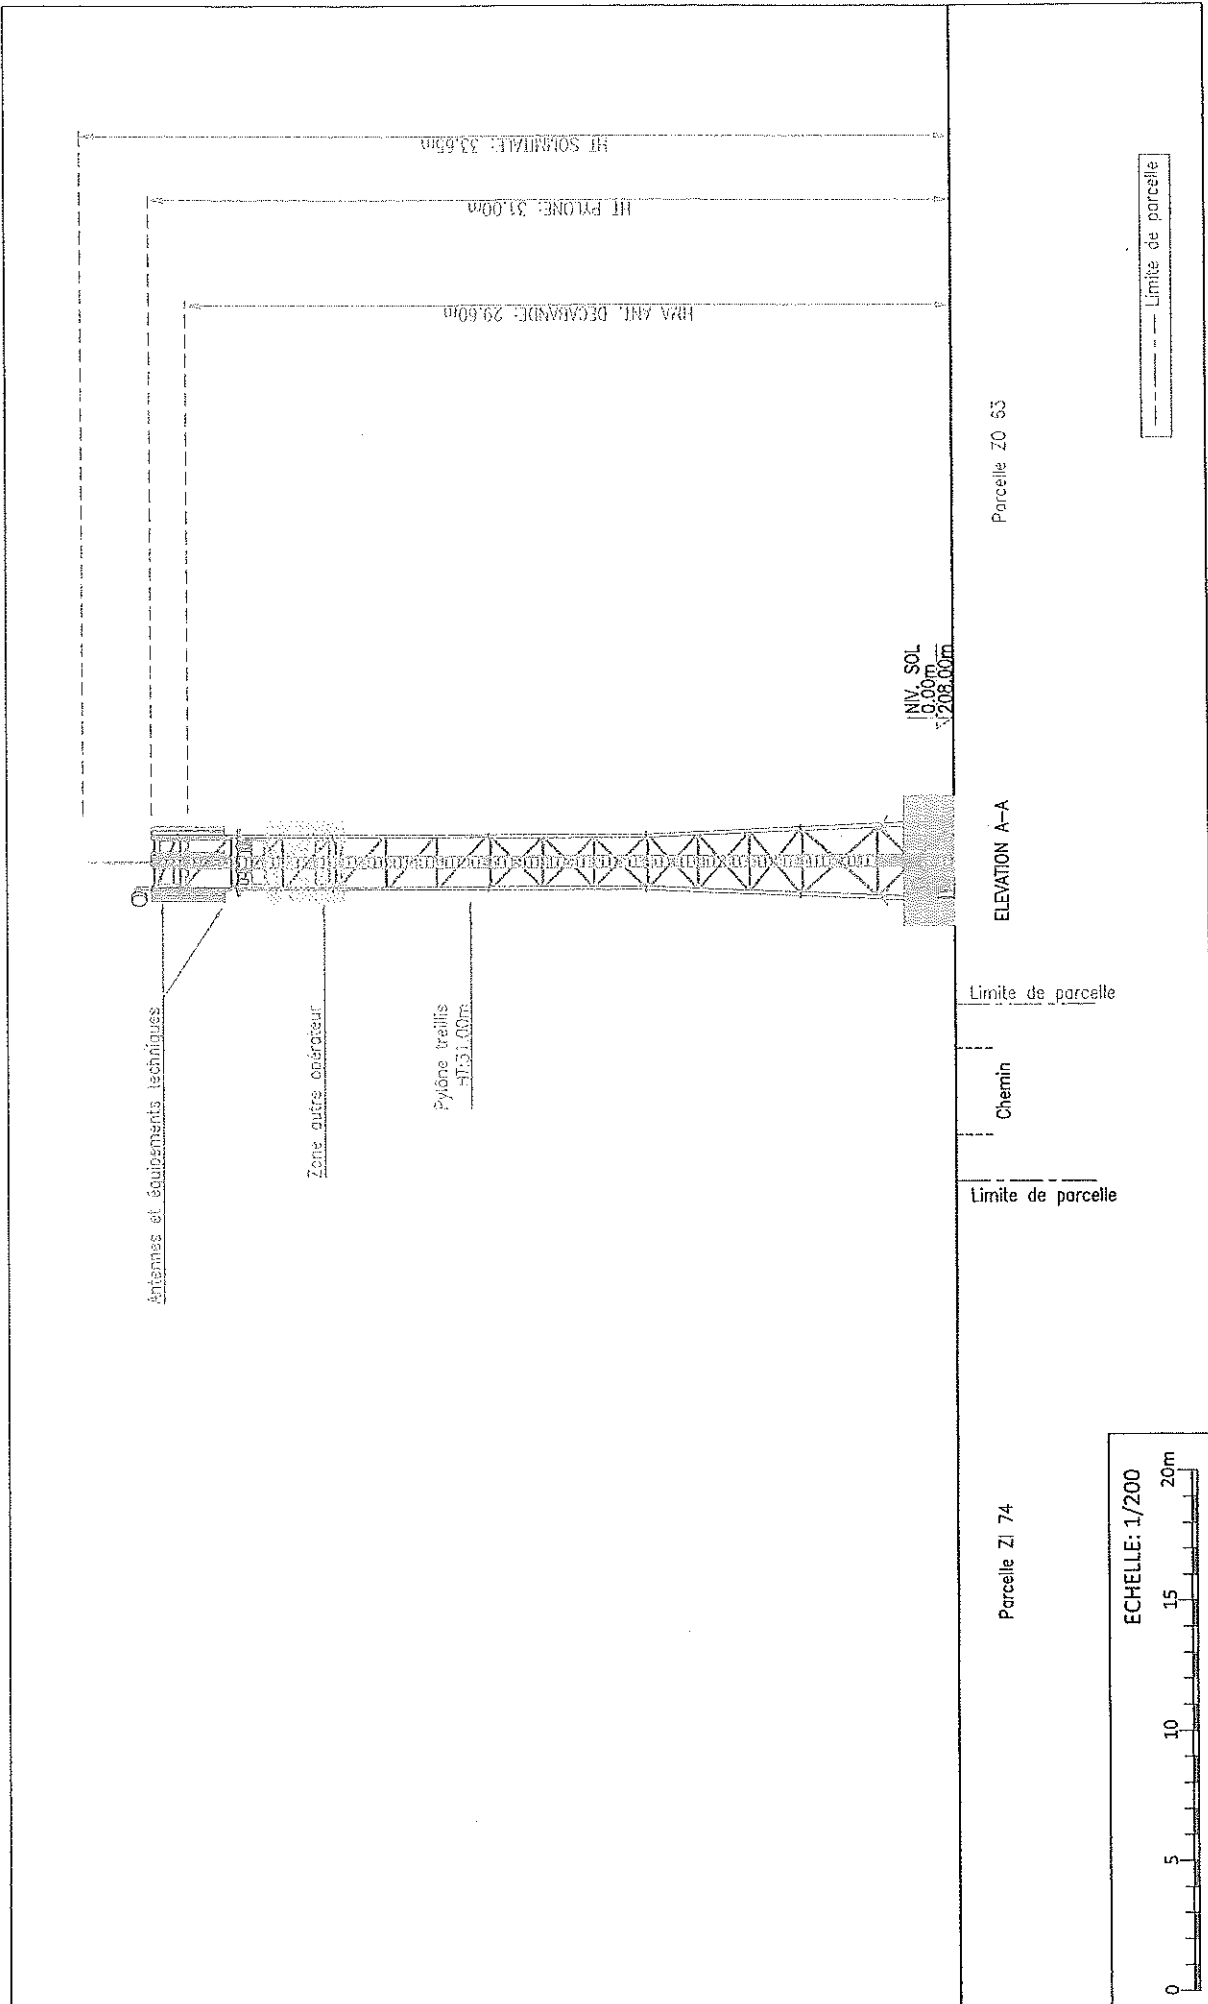 HT SOMMITALE: 33.65m
HT PYLONE: 31.00m
HMA ANT. DECABANDE: 29.60m
Antennes et équipements techniques
Zone autre opérateur
Pylône treillis
HT:31.00m
NIV. SOL
0.00m
208.00m
Limite de parcelle
Chemin
Limite de parcelle
ELEVATION A-A
Parcelle ZI 74
Parcelle ZO 63
Limite de parcelle
ECHELLE: 1/200
0 5 10 15 20m